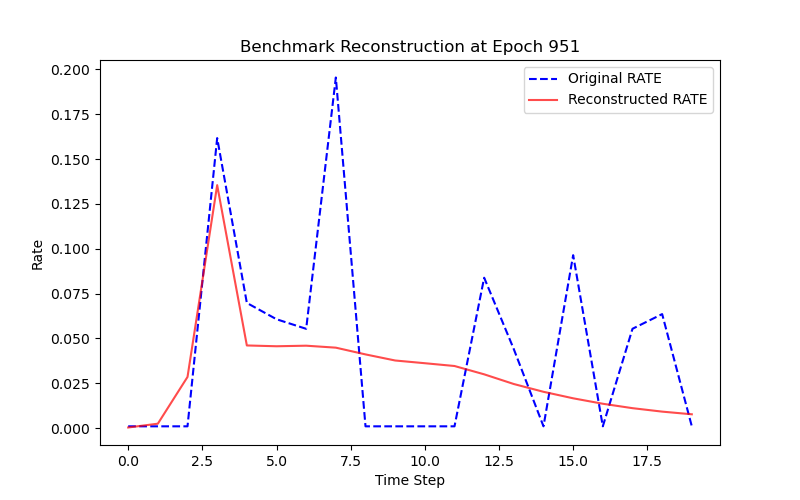 Benchmark Reconstruction at Epoch 951
Original RATE
Reconstructed RATE
Rate
0.200
0.175
0.150
0.125
0.100
0.075
0.050
0.025
0.000
0.0 2.5 5.0 7.5 10.0 12.5 15.0 17.5
Time Step